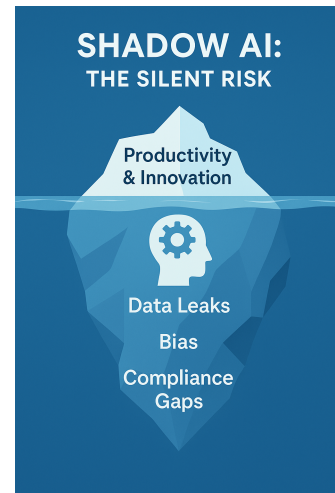 SHADOW AI:
THE SILENT RISK
Productivity
& Innovation
Data Leaks
Bias
Compliance
Gaps